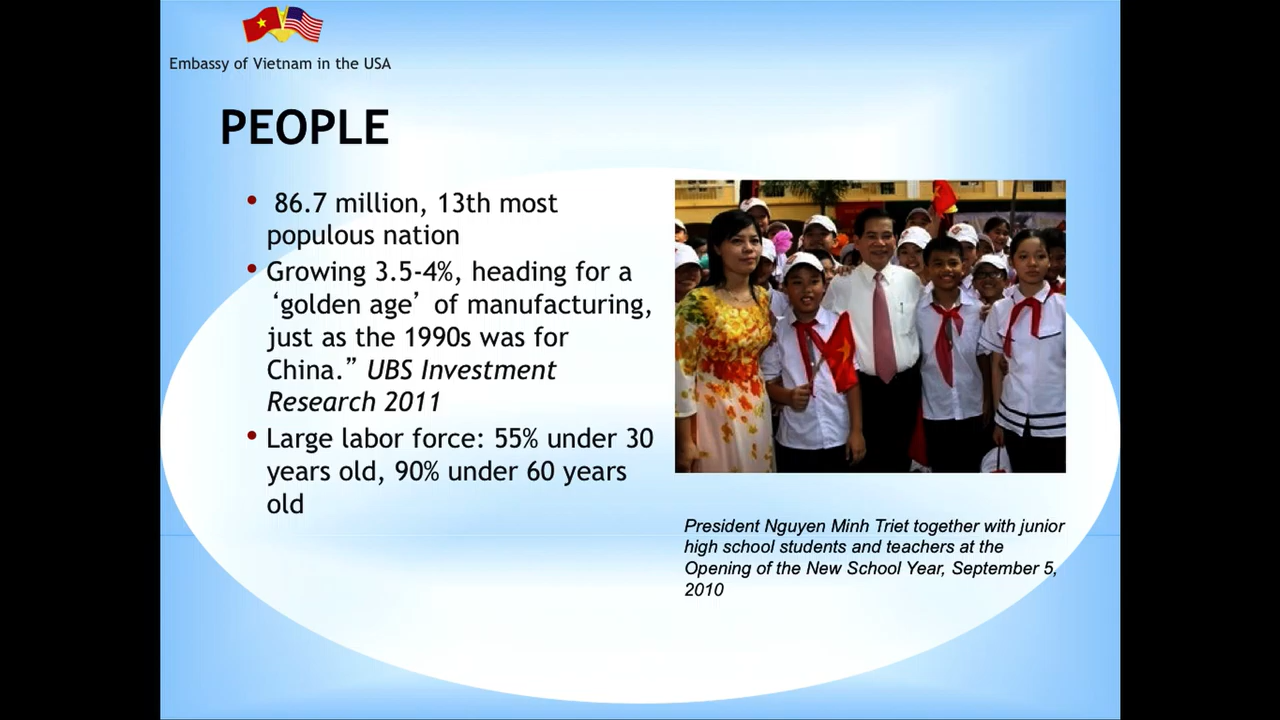 Embassy of Vietnam in the USA
PEOPLE
• 86.7 million, 13th most
populous nation
• Growing 3.5-4%, heading for a
‘golden age’ of manufacturing,
just as the 1990s was for
China.” UBS Investment
Research 2011
• Large labor force: 55% under 30
years old, 90% under 60 years
old
President Nguyen Minh Triet together with junior
high school students and teachers at the
Opening of the New School Year, September 5,
2010